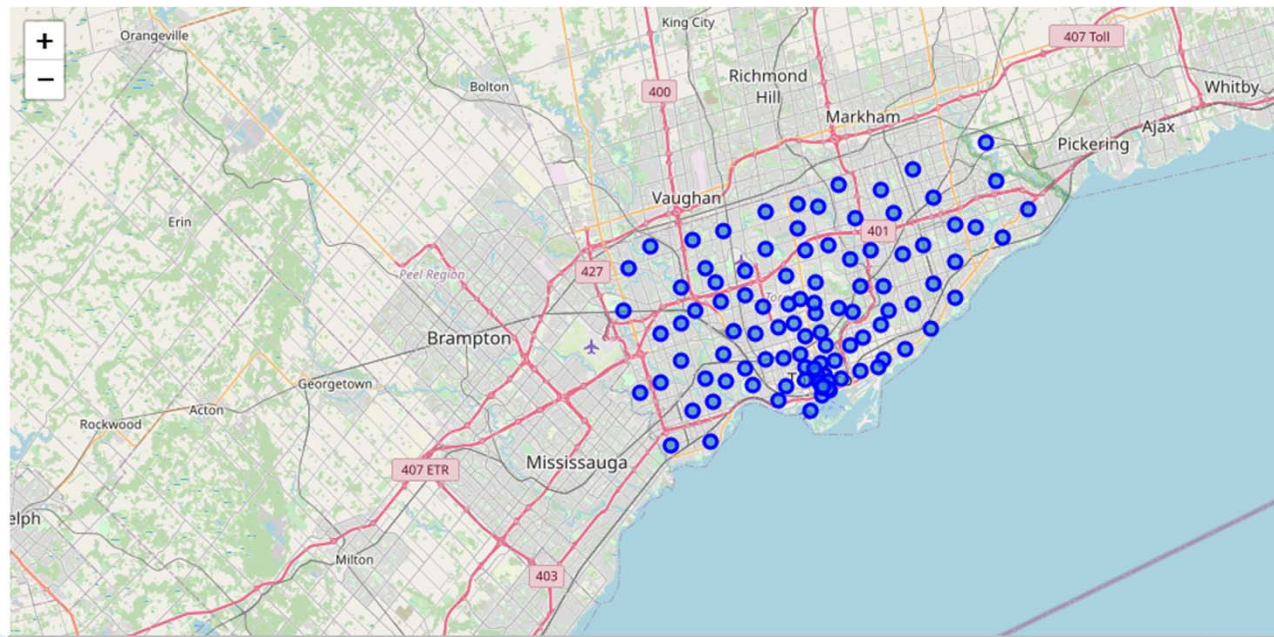 +
−
Orangeville
King City
407 Toll
Richmond
Hill
Bolton
400
Whitby
Markham
Ajax
Pickering
Vaughan
Erin
401
427
Peel Region
Brampton
Georgetown
Acton
Rockwood
Mississauga
407 ETR
elph
Milton
403